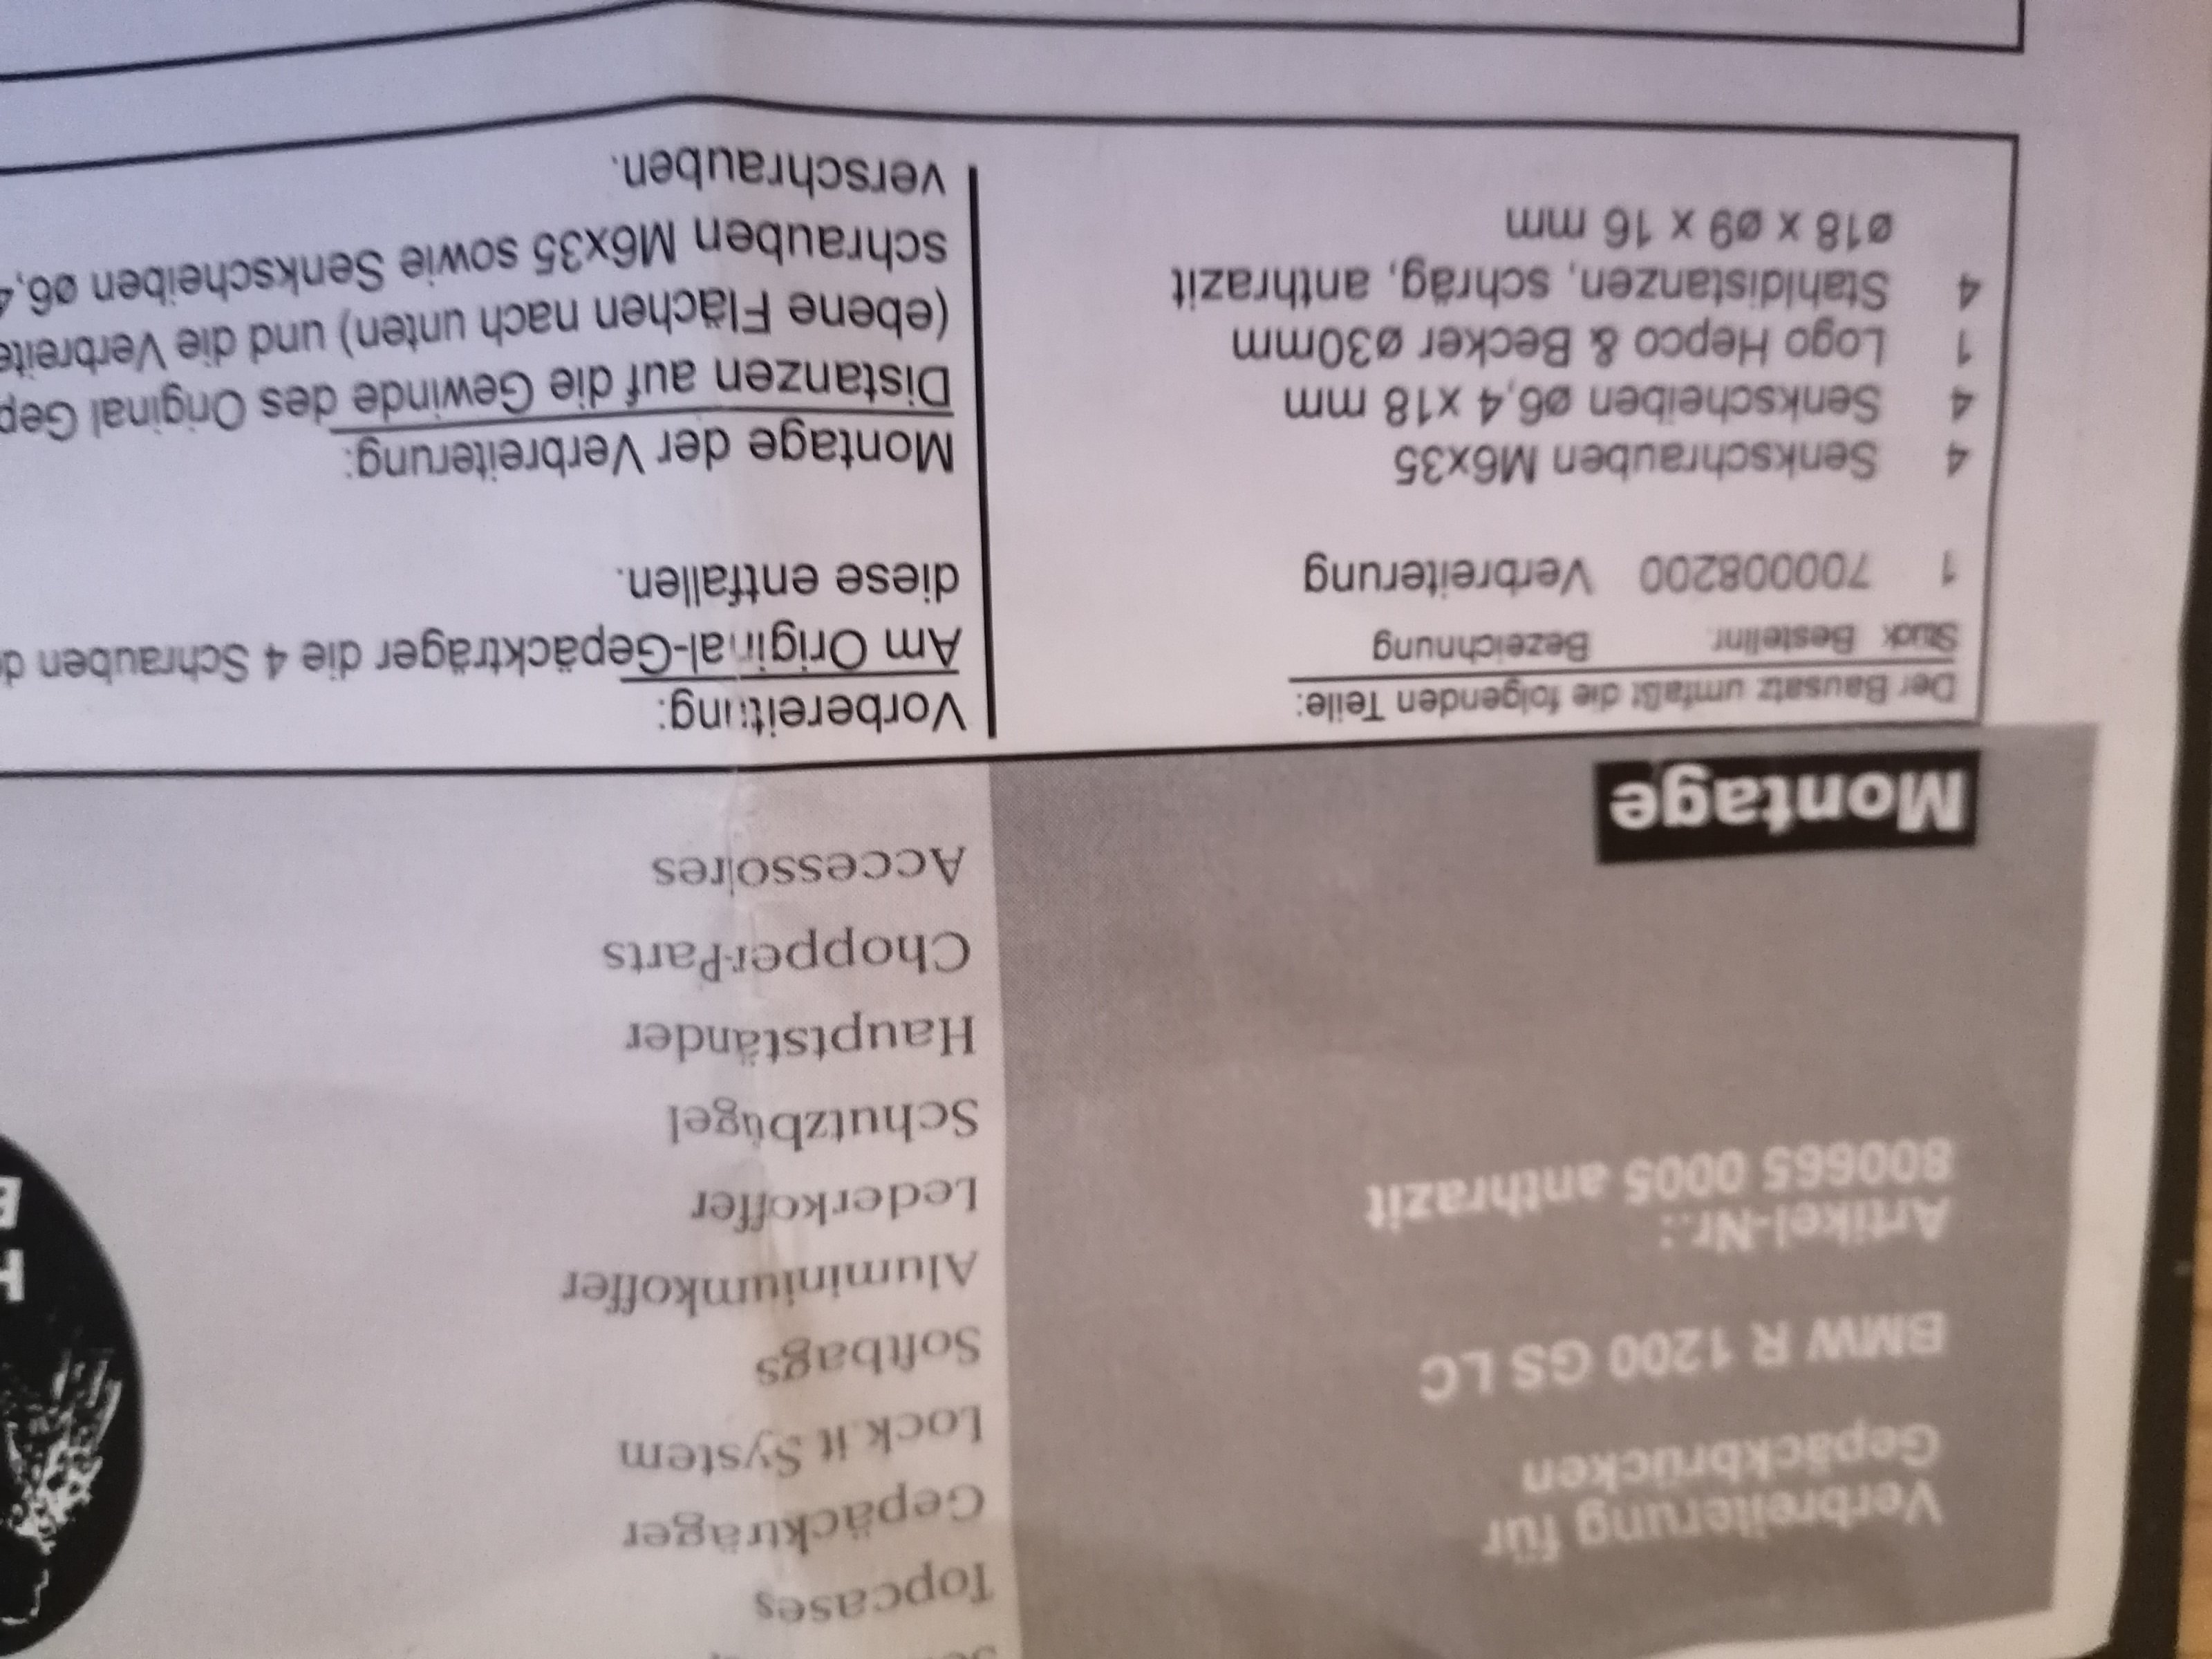 Topcases
Gepäckträger
Lock it System
Softbags
Aluminiumkoffer
Lederkoffer
Schutzbügel
Hauptständer
Chopper-Parts
Accessoires
Verbreiterung für
Gepäckbrücken
BMW R 1200 GS LC
Artikel-Nr.:
800665 0005 anthrazit
Montage
Der Bausatz umfaßt die folgenden Teile:
Stück Bestellnr. Bezeichnung
1 700008200 Verbreiterung
4 Senkschrauben M6x35
4 Senkscheiben ø6,4 x18 mm
1 Logo Hepco & Becker ø30mm
4 Stahldistanzen, schräg, anthrazit
ø18 x ø9 x 16 mm
Vorbereitung:
Am Original-Gepäckträger die 4 Schrauben
diese entfallen.
Montage der Verbreiterung:
Distanzen auf die Gewinde des Original
(ebene Flächen nach unten) und die
schrauben M6x35 sowie Senkscheiben ø6,4
verschrauben.